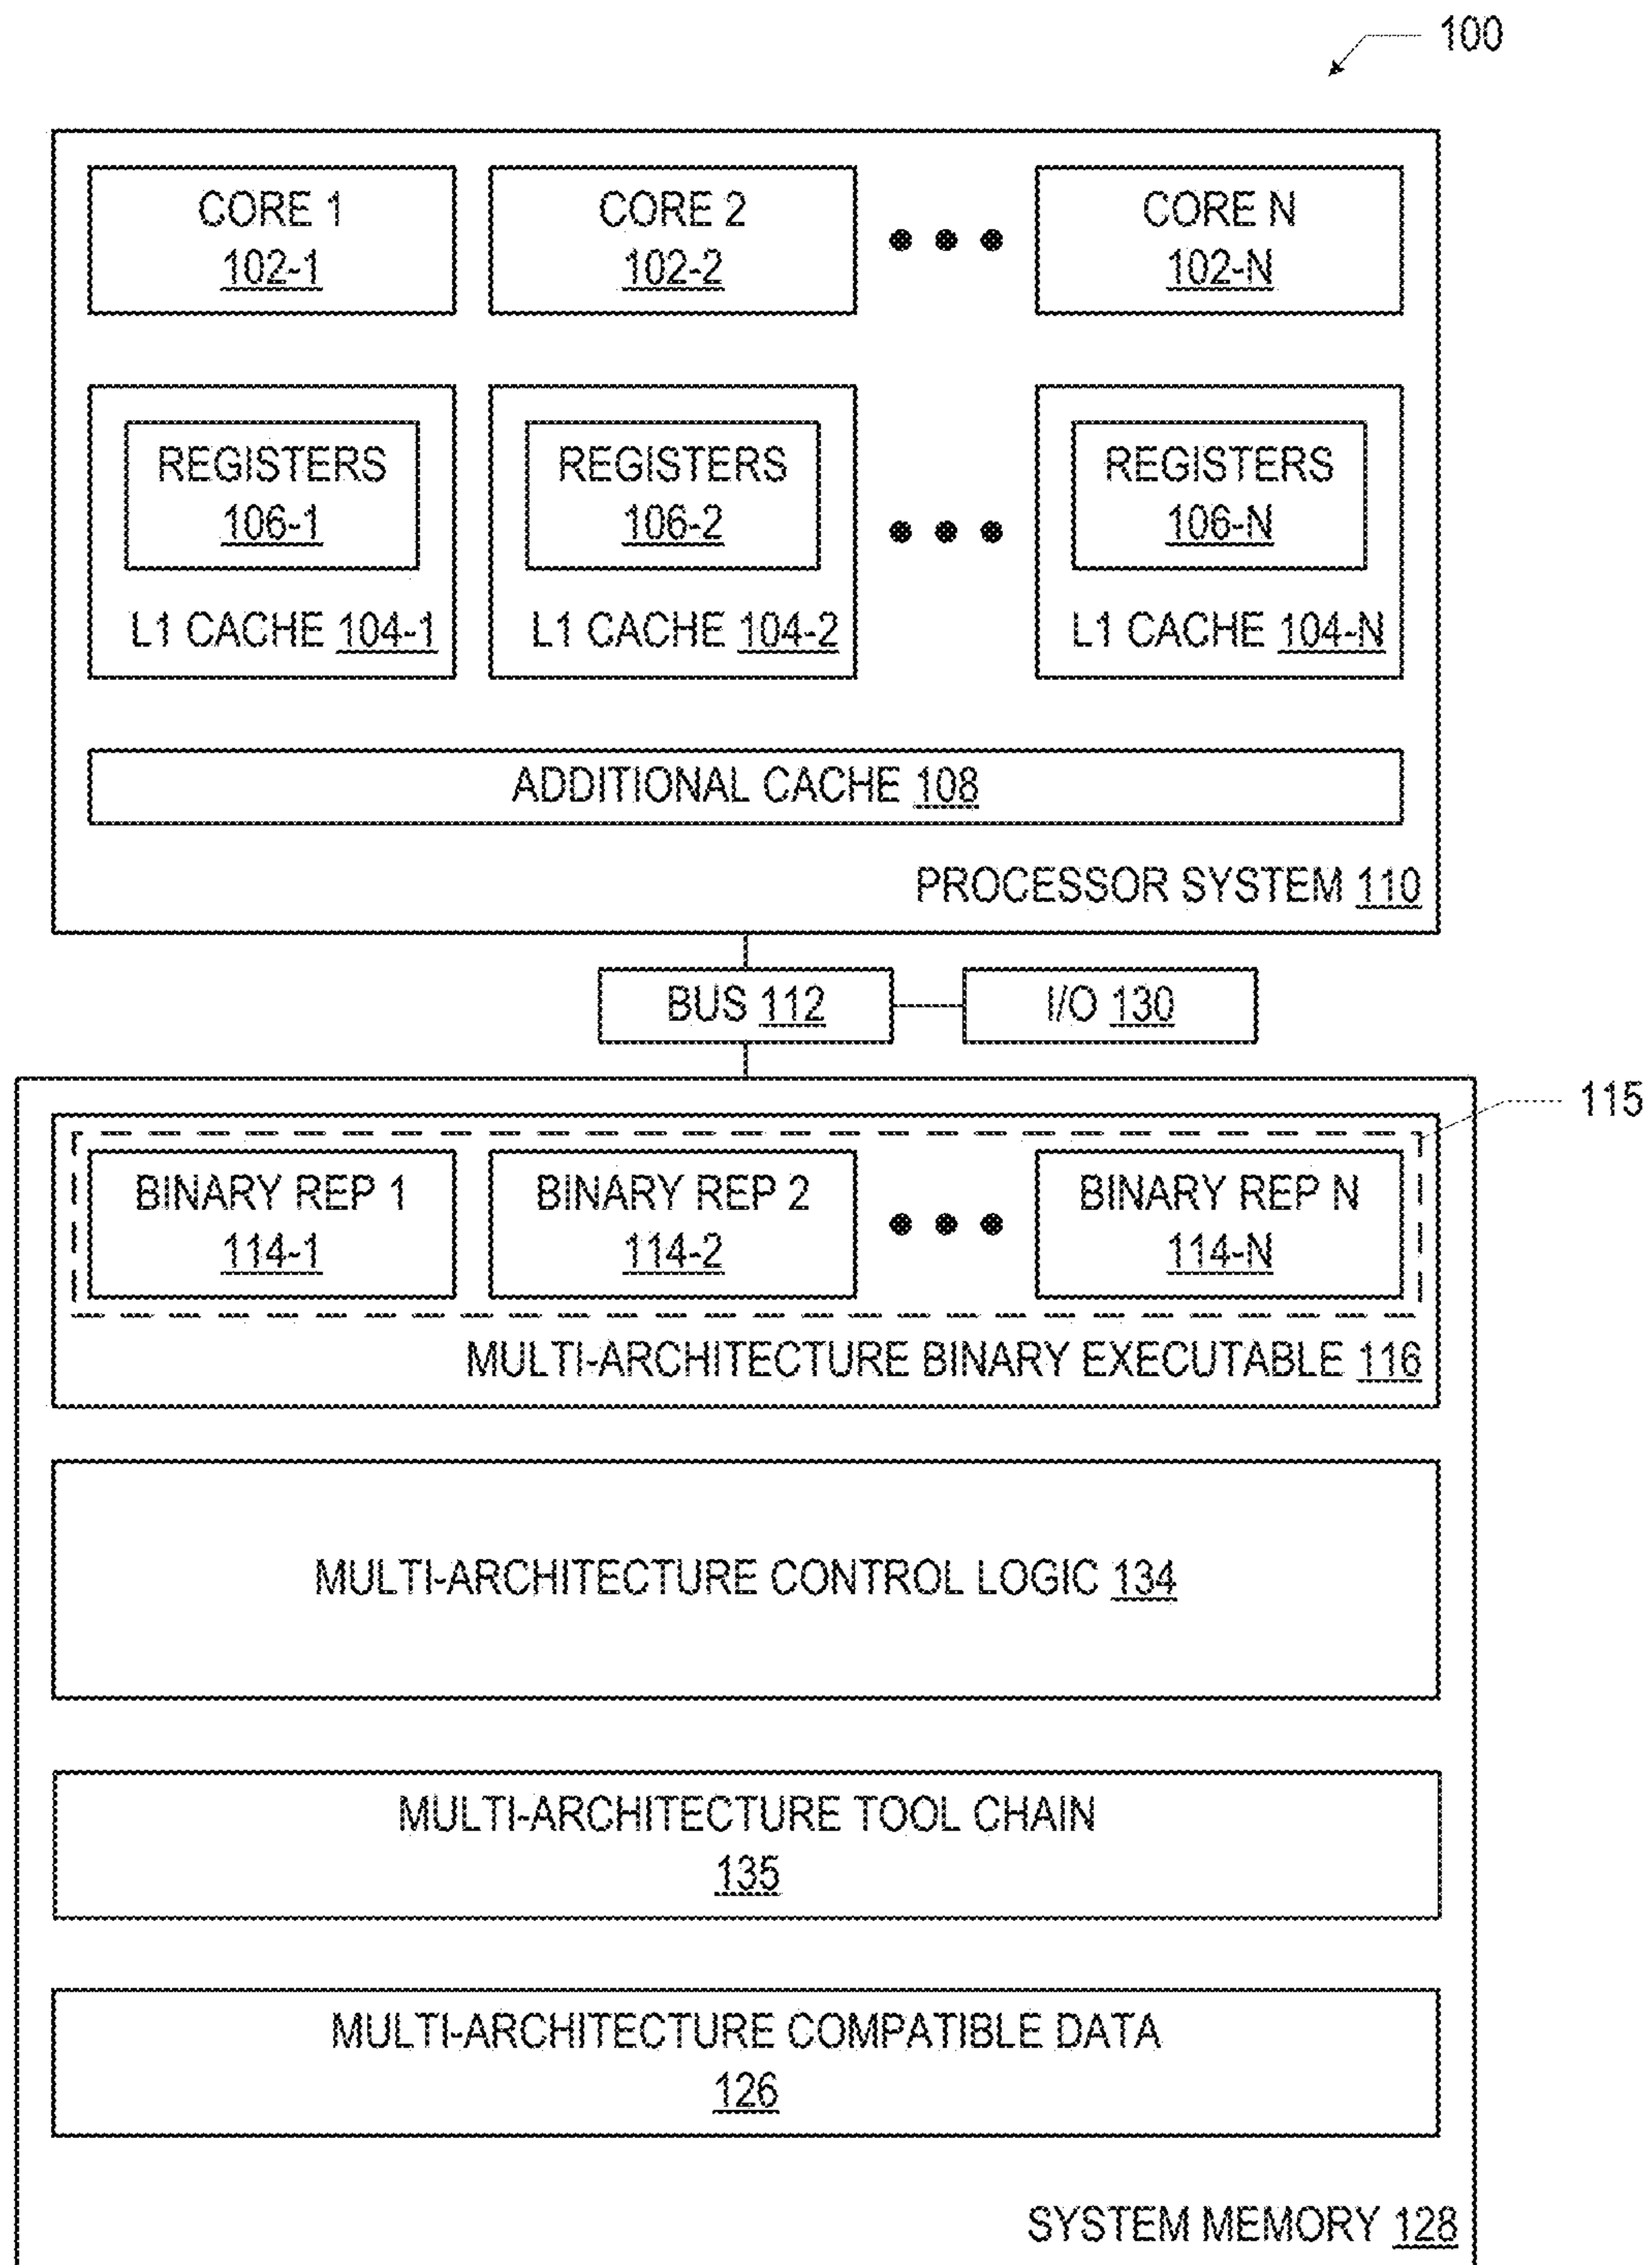 100
CORE 1
102-1
CORE 2
102-2
CORE N
102-N
REGISTERS
106-1
L1 CACHE 104-1
REGISTERS
106-2
L1 CACHE 104-2
REGISTERS
106-N
L1 CACHE 104-N
ADDITIONAL CACHE 108
PROCESSOR SYSTEM 110
BUS 112
I/O 130
115
BINARY REP 1
114-1
BINARY REP 2
114-2
BINARY REP N
114-N
MULTI-ARCHITECTURE BINARY EXECUTABLE 116
MULTI-ARCHITECTURE CONTROL LOGIC 134
MULTI-ARCHITECTURE TOOL CHAIN
135
MULTI-ARCHITECTURE COMPATIBLE DATA
126
SYSTEM MEMORY 128